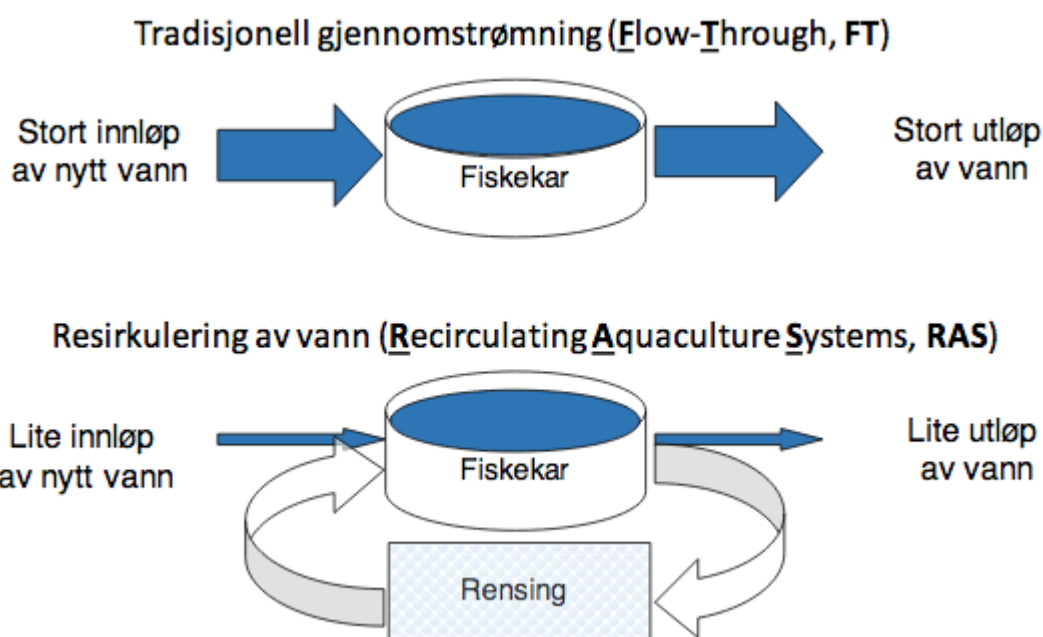 Tradisjonell gjennomstrømning (Flow-Through, FT)
Stort innløp
av nytt vann
Fiskekar
Stort utløp
av vann
Resirkulering av vann (Recirculating Aquaculture Systems, RAS)
Lite innløp
av nytt vann
Fiskekar
Lite utløp
av vann
Rensing